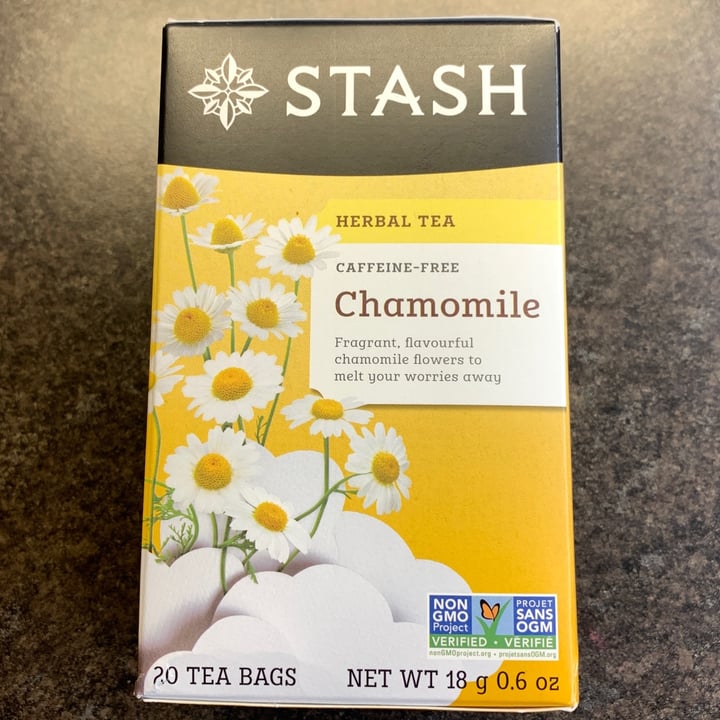 STASH
HERBAL TEA
CAFFEINE-FREE
Chamomile
Fragrant, flavourful
chamomile flowers to
melt your worries away
NON
GMO
Project
VERIFIED • VERIFIÉ
PROJET
SANS
OGM
nonGMOproject.org • projetsansOGM.org
20 TEA BAGS
NET WT 18 g 0.6 oz